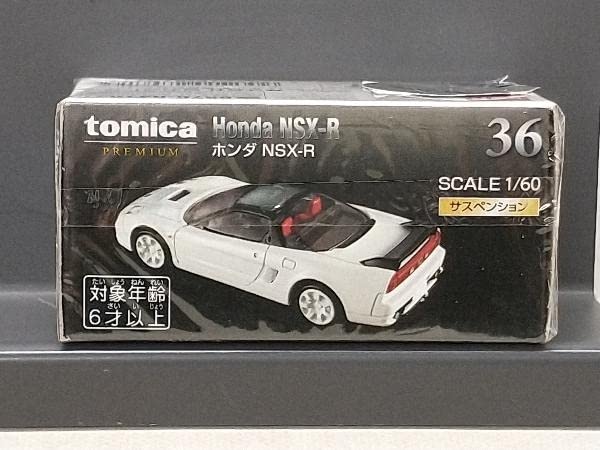 tomica
PREMIUM
Honda NSX-R
ホンダ NSX-R
36
SCALE 1/60
サスペンション
たい しょう ねん れい
対象年齢
さい い じょう
6才以上